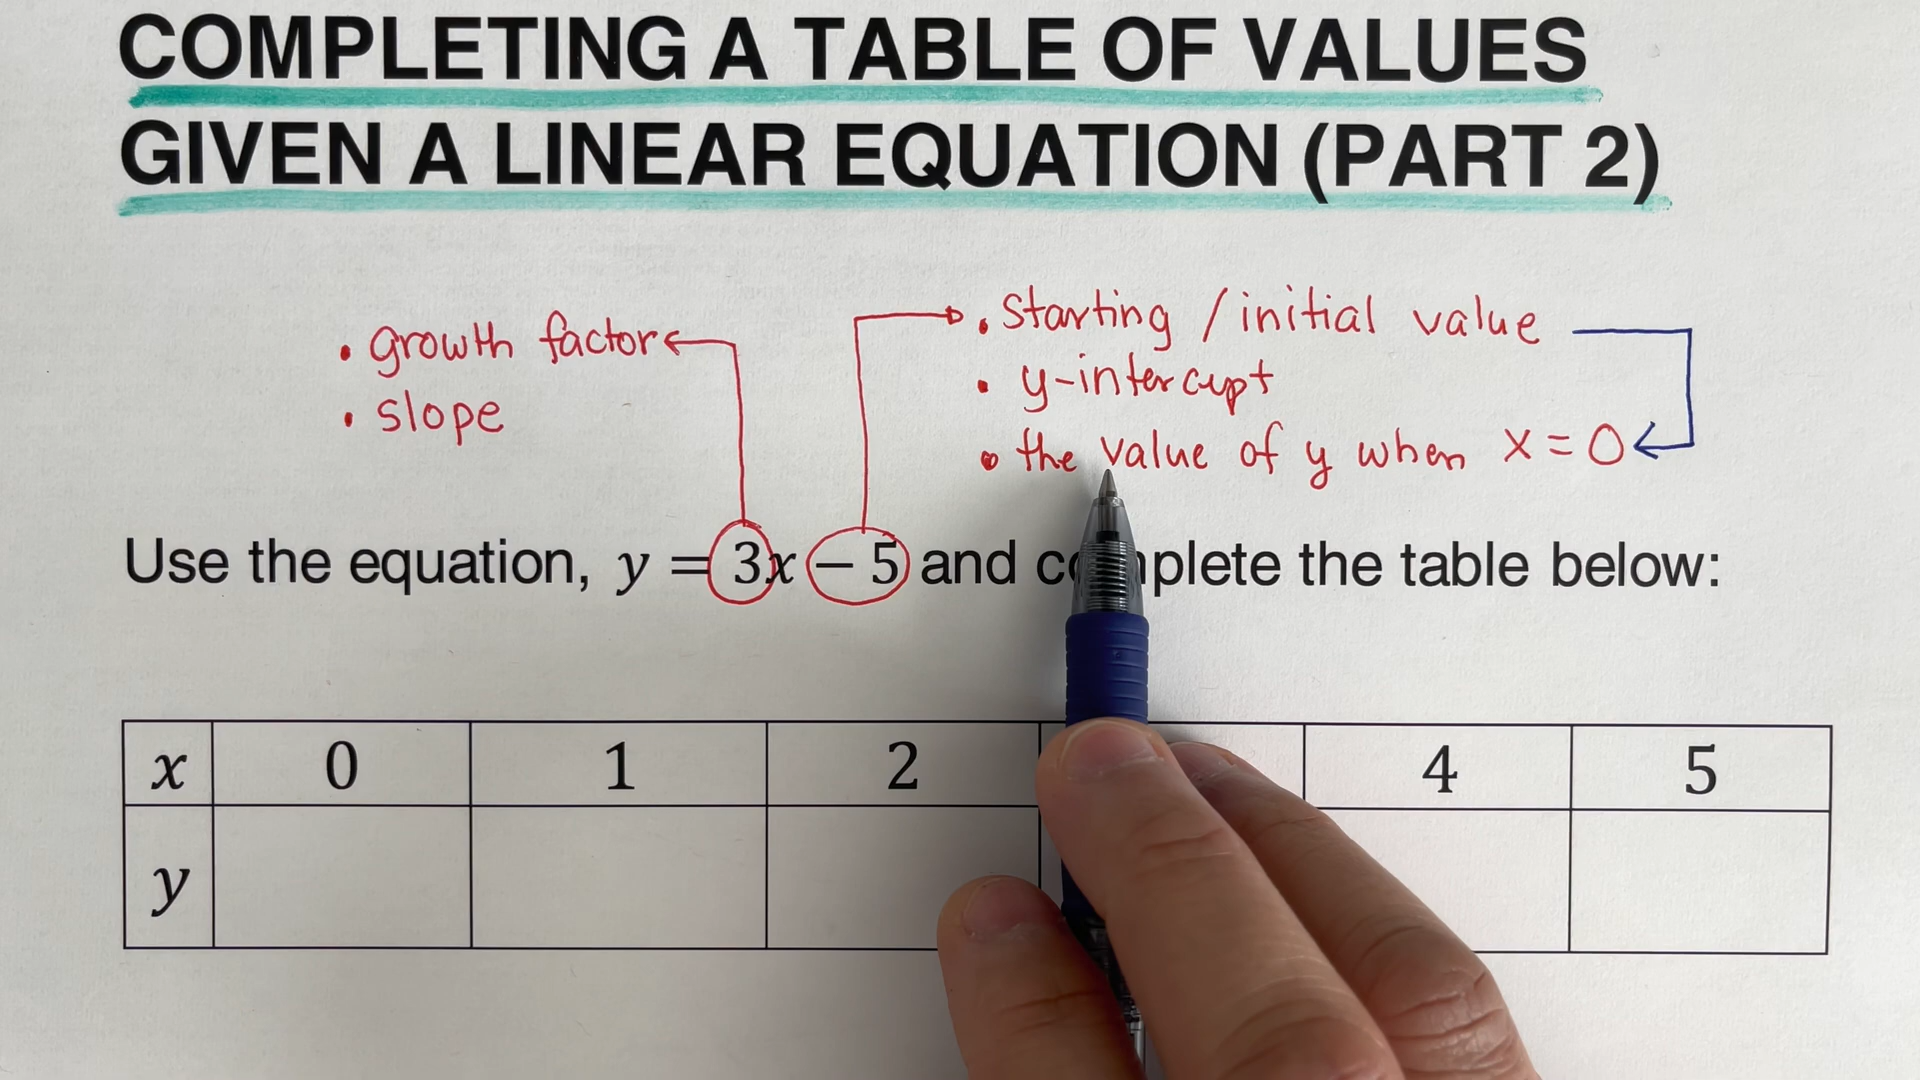 COMPLETING A TABLE OF VALUES
GIVEN A LINEAR EQUATION (PART 2)
• growth factor
• slope
• Starting / initial value
• y-intercept
• the value of y when x = 0
Use the equation, y = 3x − 5 and complete the table below:
x 0 1 2 4 5
y